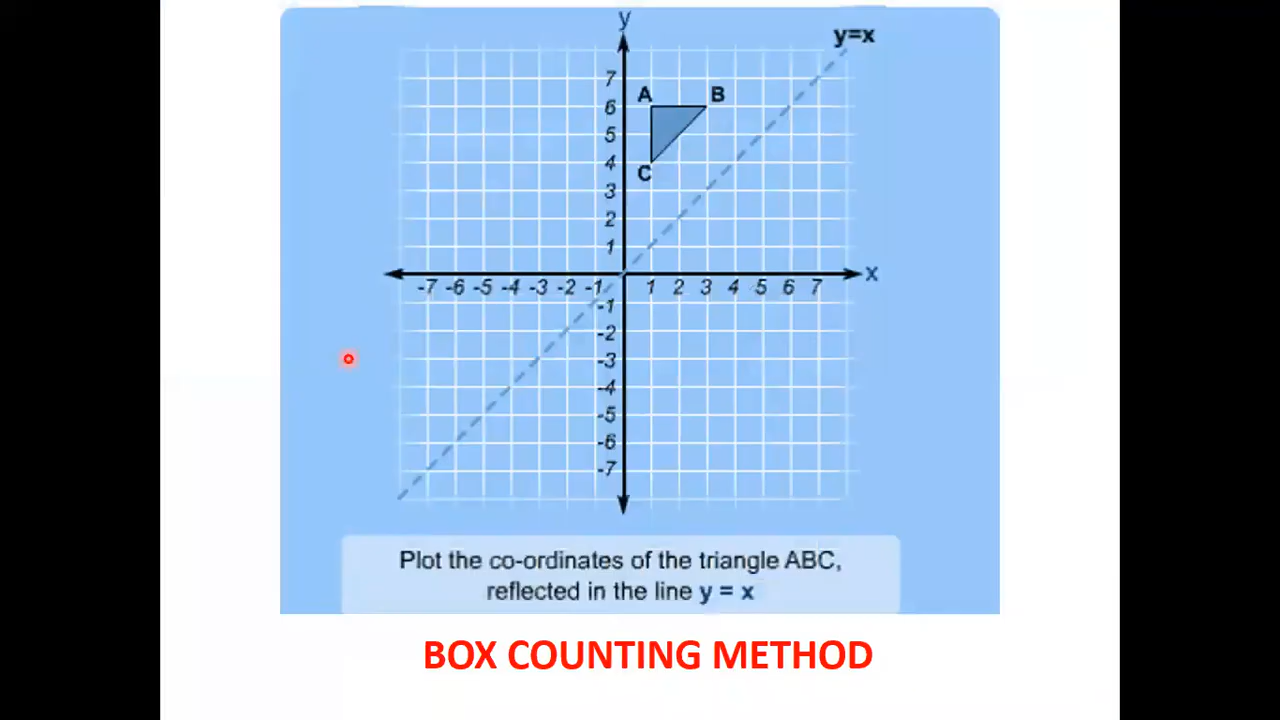 y
y=x
7
A B
6
5
4
C
3
2
1
x
-7 -6 -5 -4 -3 -2 -1 1 2 3 4 5 6 7
-1
-2
-3
-4
-5
-6
-7
Plot the co-ordinates of the triangle ABC,
reflected in the line y = x
BOX COUNTING METHOD